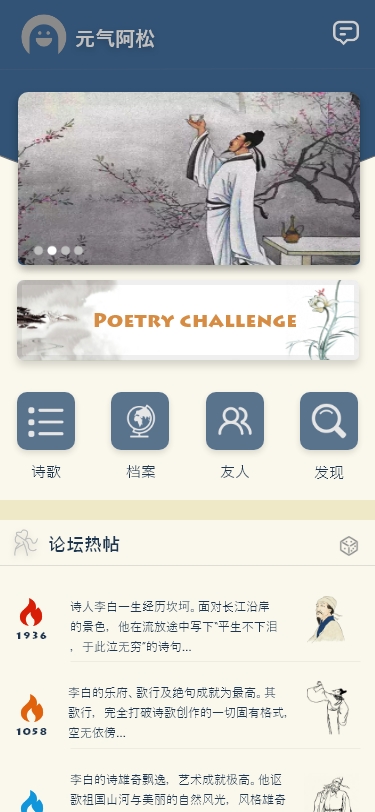 元气阿松
POETRY CHALLENGE
诗歌
档案
友人
发现
论坛热帖
诗人李白一生经历坎坷。面对长江沿岸
的景色，他在流放途中写下“平生不下泪
，于此泣无穷”的诗句...
1936
李白的乐府、歌行及绝句成就为最高。其
歌行，完全打破诗歌创作的一切固有格式,
空无依傍...
1058
李白的诗雄奇飘逸，艺术成就极高。他讴
歌祖国山河与美丽的自然风光，风格雄奇